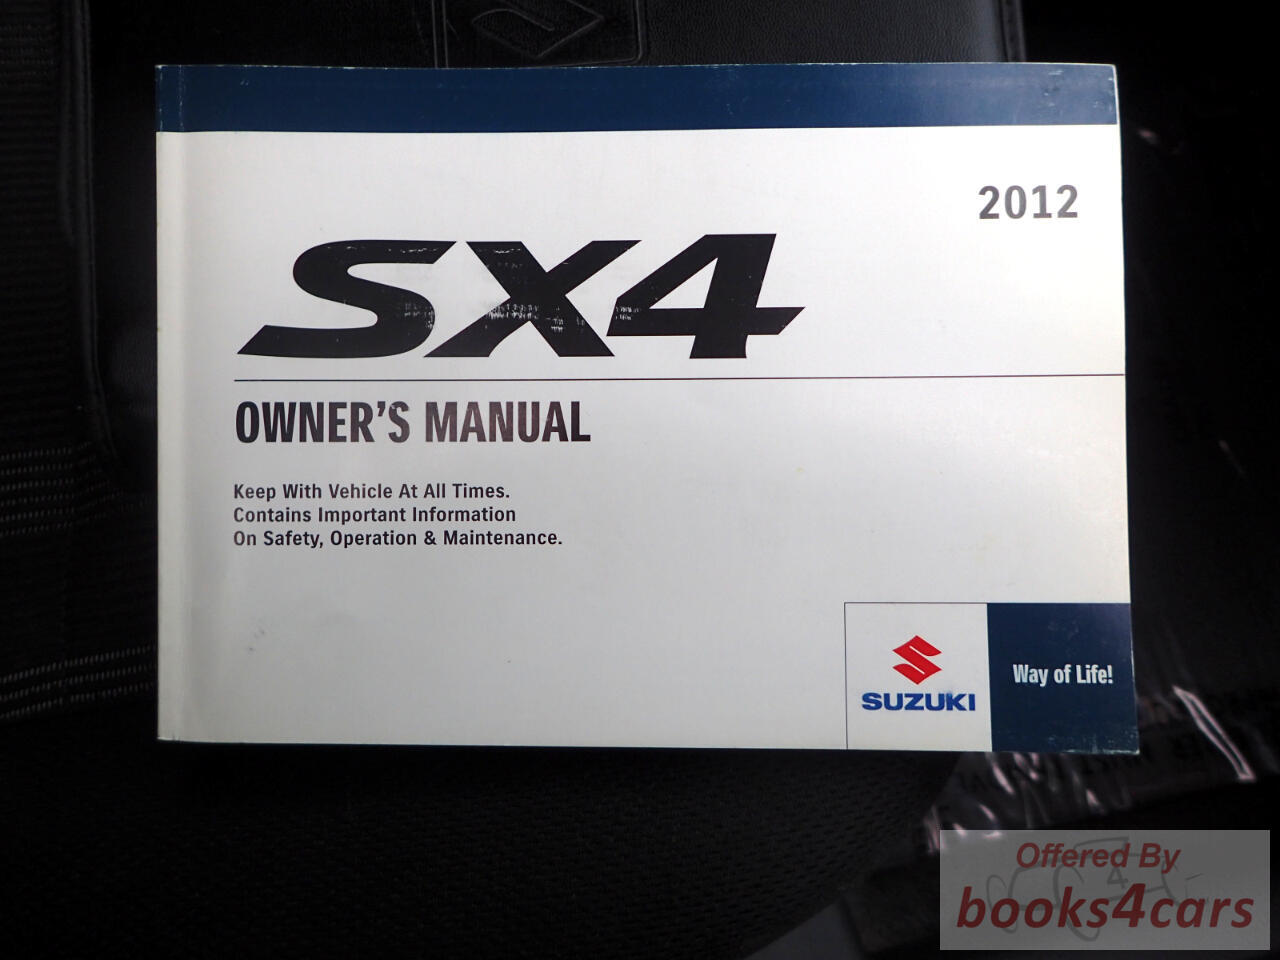 2012
SX4
OWNER'S MANUAL
Keep With Vehicle At All Times.
Contains Important Information
On Safety, Operation & Maintenance.
SUZUKI
Way of Life!
Offered By
books4cars